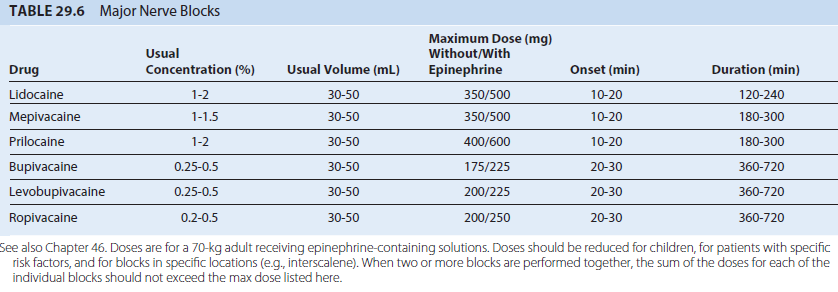 TABLE 29.6 Major Nerve Blocks
Drug Usual Concentration (%) Usual Volume (mL) Maximum Dose (mg) Without/With Epinephrine Onset (min) Duration (min)
Lidocaine 1-2 30-50 350/500 10-20 120-240
Mepivacaine 1-1.5 30-50 350/500 10-20 180-300
Prilocaine 1-2 30-50 400/600 10-20 180-300
Bupivacaine 0.25-0.5 30-50 175/225 20-30 360-720
Levobupivacaine 0.25-0.5 30-50 200/225 20-30 360-720
Ropivacaine 0.2-0.5 30-50 200/250 20-30 360-720
See also Chapter 46. Doses are for a 70-kg adult receiving epinephrine-containing solutions. Doses should be reduced for children, for patients with specific
risk factors, and for blocks in specific locations (e.g., interscalene). When two or more blocks are performed together, the sum of the doses for each of the
individual blocks should not exceed the max dose listed here.